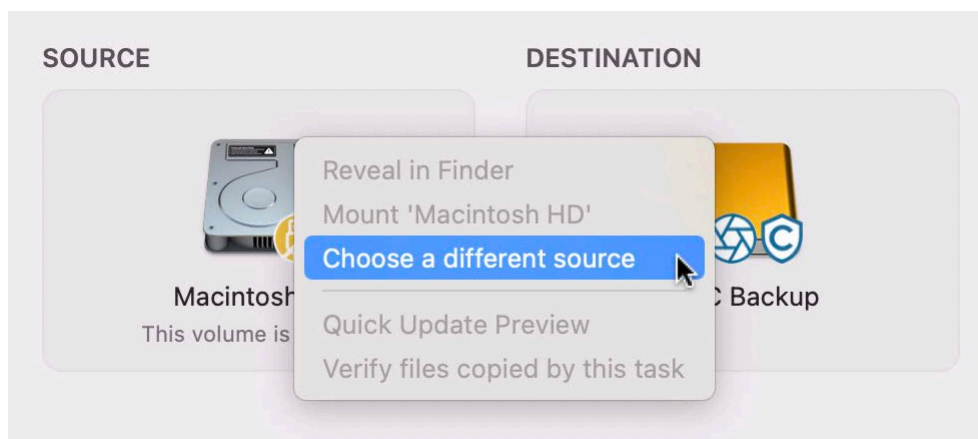 SOURCE
DESTINATION
Reveal in Finder
Mount 'Macintosh HD'
Choose a different source
Quick Update Preview
Verify files copied by this task
Macintosh
This volume is
Backup